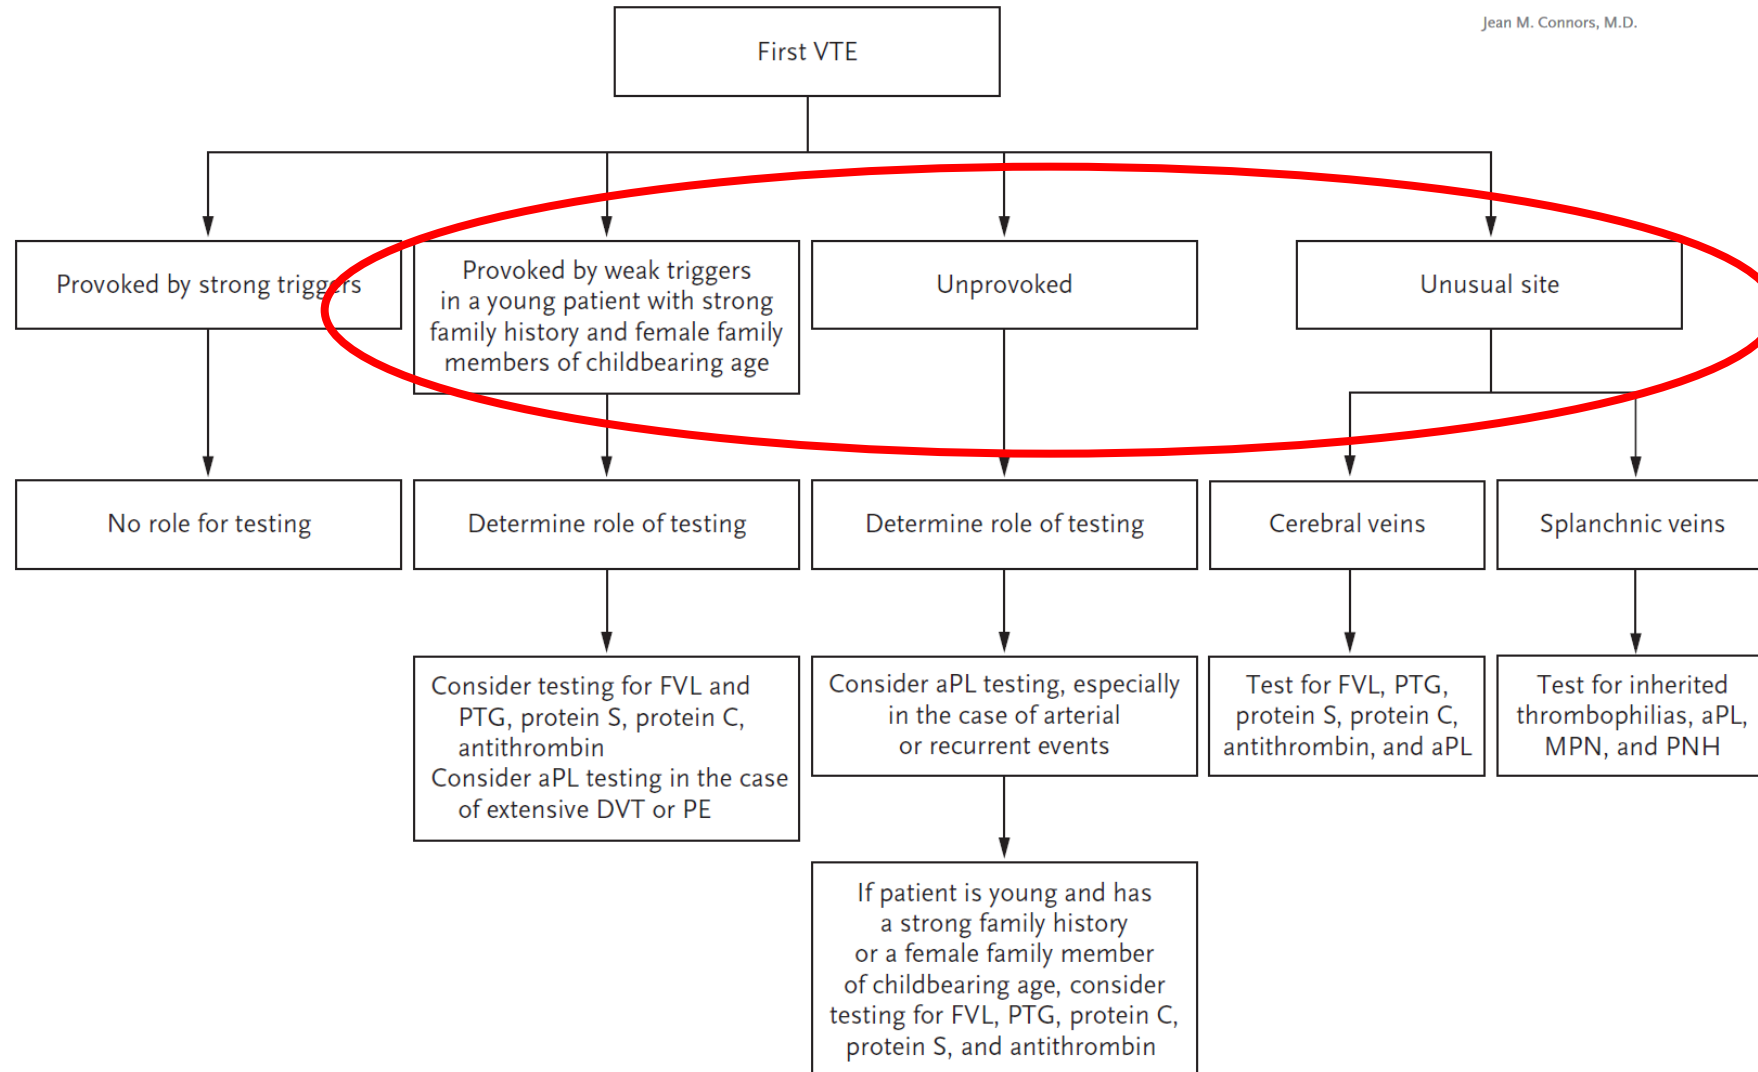 Jean M. Connors, M.D.
First VTE
Provoked by strong triggers
Provoked by weak triggers
in a young patient with strong
family history and female family
members of childbearing age
Unprovoked
Unusual site
No role for testing
Determine role of testing
Determine role of testing
Cerebral veins
Splanchnic veins
Consider testing for FVL and
PTG, protein S, protein C,
antithrombin
Consider aPL testing in the case
of extensive DVT or PE
Consider aPL testing, especially
in the case of arterial
or recurrent events
Test for FVL, PTG,
protein S, protein C,
antithrombin, and aPL
Test for inherited
thrombophilias, aPL,
MPN, and PNH
If patient is young and has
a strong family history
or a female family member
of childbearing age, consider
testing for FVL, PTG, protein C,
protein S, and antithrombin